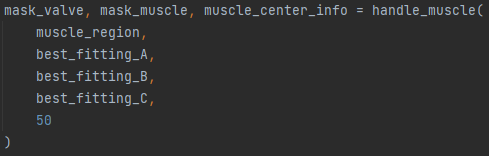 mask_valve, mask_muscle, muscle_center_info = handle_muscle(
    muscle_region,
    best_fitting_A,
    best_fitting_B,
    best_fitting_C,
    50
)